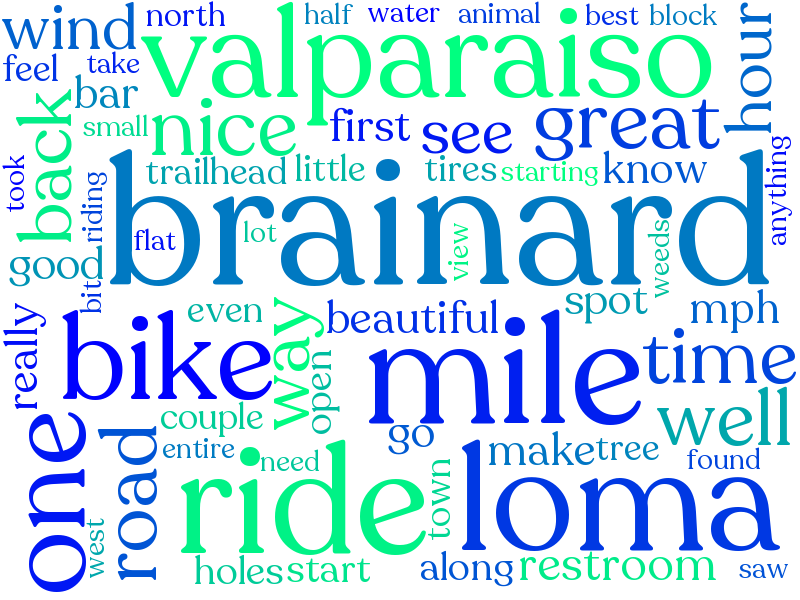 north
half
water
animal
best
block
wind
valparaiso
hour
feel
take
bar
back
small
nice
first
see
great
trailhead
little
tires
starting
know
anything
took
riding
brainard
flat
lot
view
weeds
good
bit
even
way
beautiful
spot
mph
really
bike
open
mile
time
one
couple
go
well
road
entire
need
make
tree
found
ride
town
loma
west
holes
start
along
restroom
saw